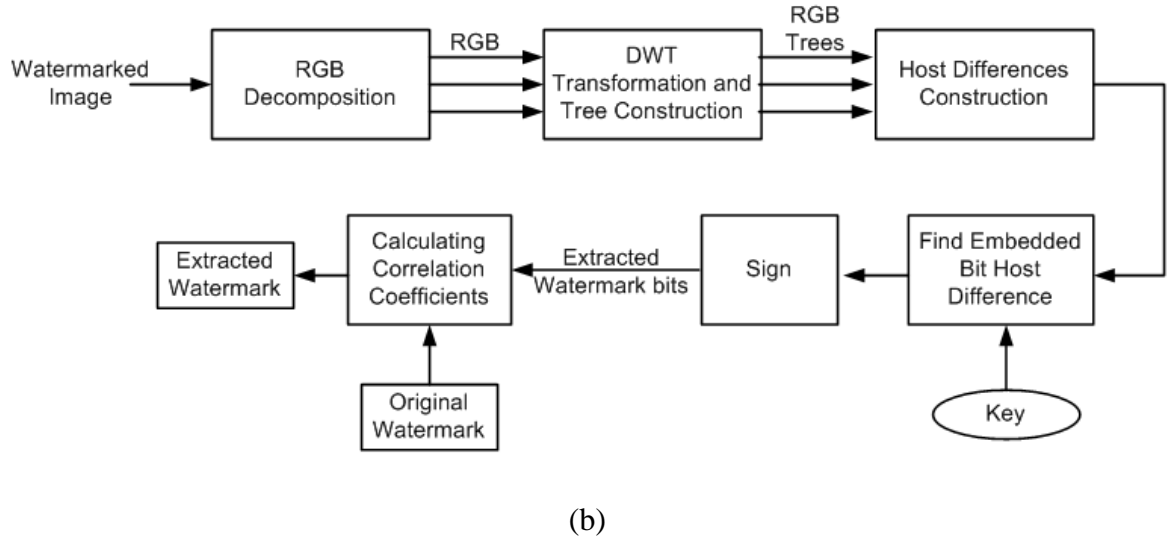 Watermarked
Image
RGB
Decomposition
RGB
DWT
Transformation and
Tree Construction
RGB
Trees
Host Differences
Construction
Find Embedded
Bit Host
Difference
Key
Sign
Extracted
Watermark bits
Calculating
Correlation
Coefficients
Original
Watermark
Extracted
Watermark
(b)